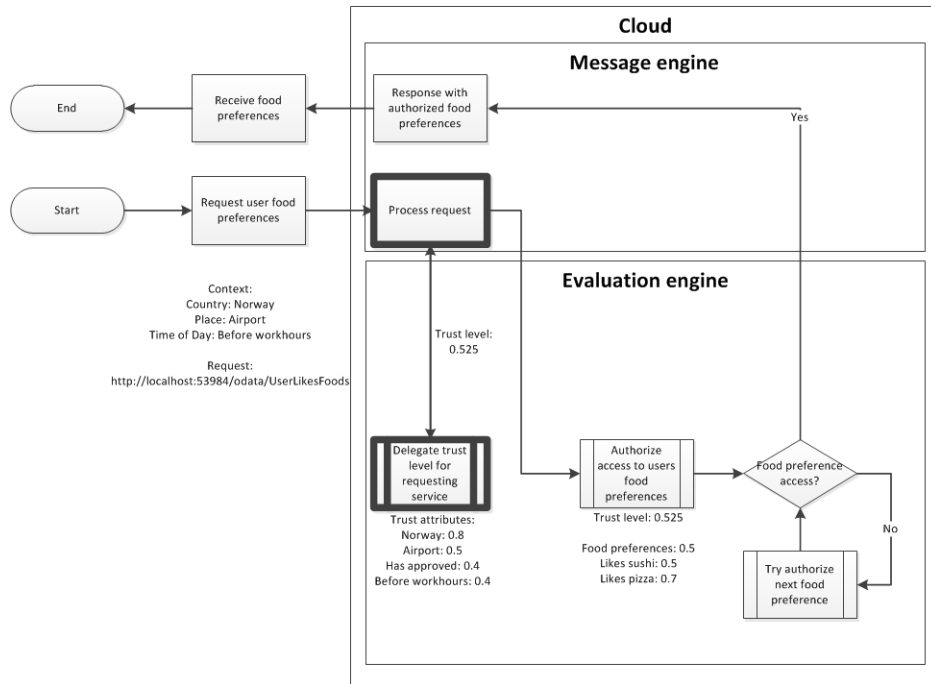 Cloud
Message engine
End
Receive food
preferences
Response with
authorized food
preferences
Yes
Start
Request user food
preferences
Process request
Evaluation engine
Context:
Country: Norway
Place: Airport
Time of Day: Before workhours
Request:
http://localhost:53984/odata/UserLikesFoods
Trust level:
0.525
Delegate trust
level for
requesting
service
Trust attributes:
Norway: 0.8
Airport: 0.5
Has approved: 0.4
Before workhours: 0.4
Authorize
access to users
food
preferences
Trust level: 0.525
Food preferences: 0.5
Likes sushi: 0.5
Likes pizza: 0.7
Food preference
access?
No
Try authorize
next food
preference